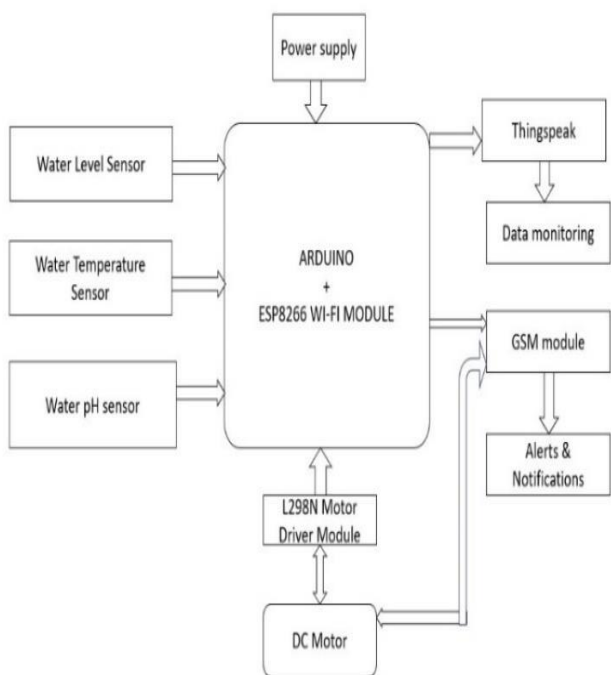 Power supply
Water Level Sensor
Water Temperature
Sensor
Water pH sensor
ARDUINO
+
ESP8266 WI-FI MODULE
Thingspeak
Data monitoring
GSM module
Alerts &
Notifications
L298N Motor
Driver Module
DC Motor